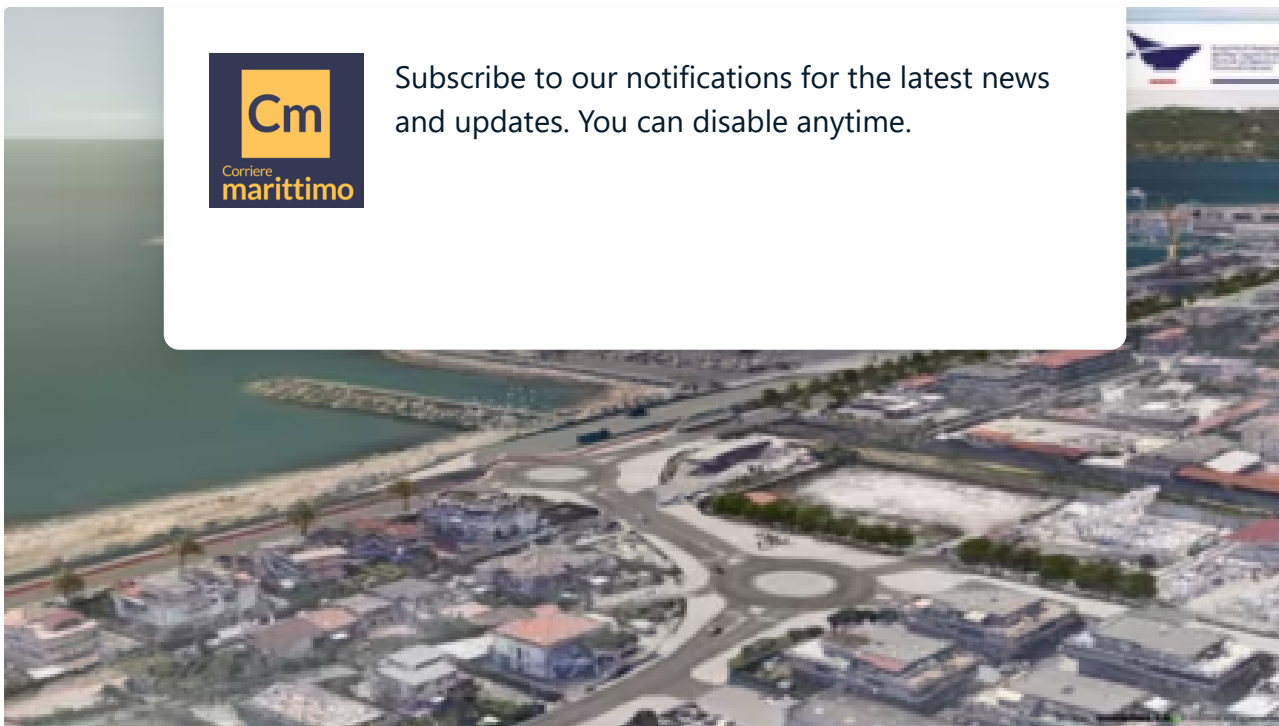 Subscribe to our notifications for the latest news
and updates. You can disable anytime.
Cm
Corriere
marittimo